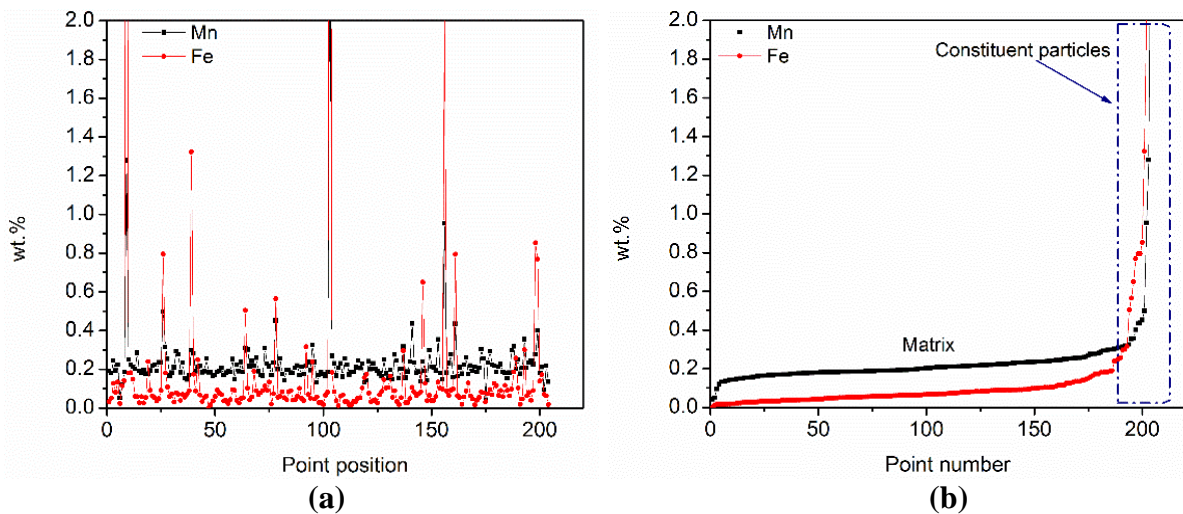 2.0
1.8
1.6
1.4
1.2
1.0
0.8
0.6
0.4
0.2
0.0
wt.%
Mn
Fe
0 50 100 150 200
Point position
(a)
2.0
1.8
1.6
1.4
1.2
1.0
0.8
0.6
0.4
0.2
0.0
wt.%
Mn
Fe
Constituent particles
Matrix
0 50 100 150 200
Point number
(b)